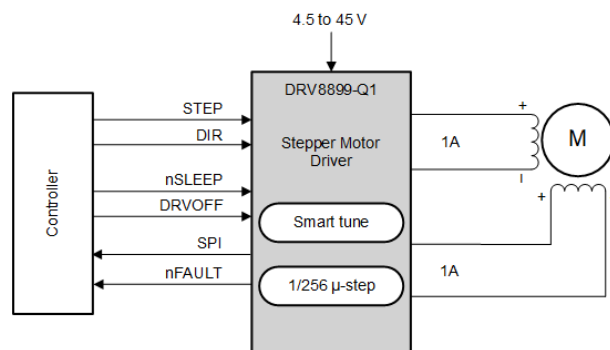 4.5 to 45 V
DRV8899-Q1
Stepper Motor
Driver
Controller
STEP
DIR
nSLEEP
DRVOFF
SPI
nFAULT
Smart tune
1/256 µ-step
+
1A
-
M
+
-
1A